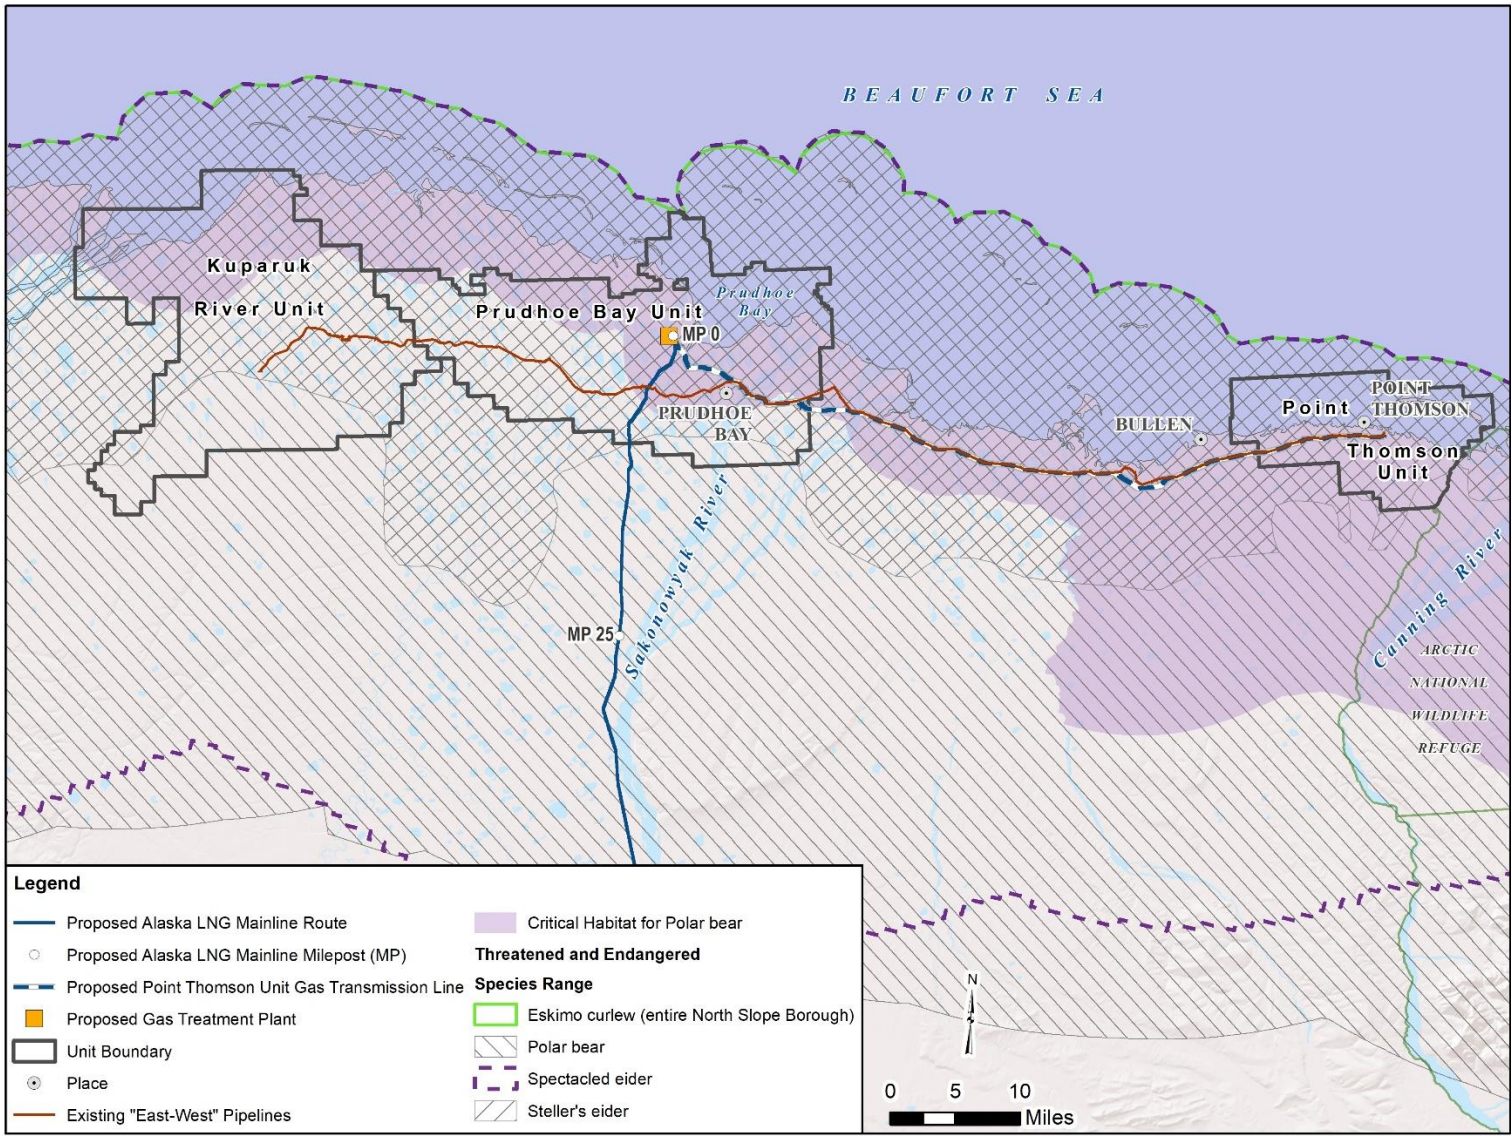 BEAUFORT SEA
Kuparuk
River Unit
Prudhoe Bay Unit
Prudhoe
Bay
MP 0
PRUDHOE
BAY
BULLEN
Point
POINT
THOMSON
Thomson
Unit
Sakonowyak River
MP 25
Canning River
ARCTIC
NATIONAL
WILDLIFE
REFUGE
Legend
Proposed Alaska LNG Mainline Route
Proposed Alaska LNG Mainline Milepost (MP)
Proposed Point Thomson Unit Gas Transmission Line
Proposed Gas Treatment Plant
Unit Boundary
Place
Existing "East-West" Pipelines
Critical Habitat for Polar bear
Threatened and Endangered
Species Range
Eskimo curlew (entire North Slope Borough)
Polar bear
Spectacled eider
Steller's eider
N
0 5 10
Miles